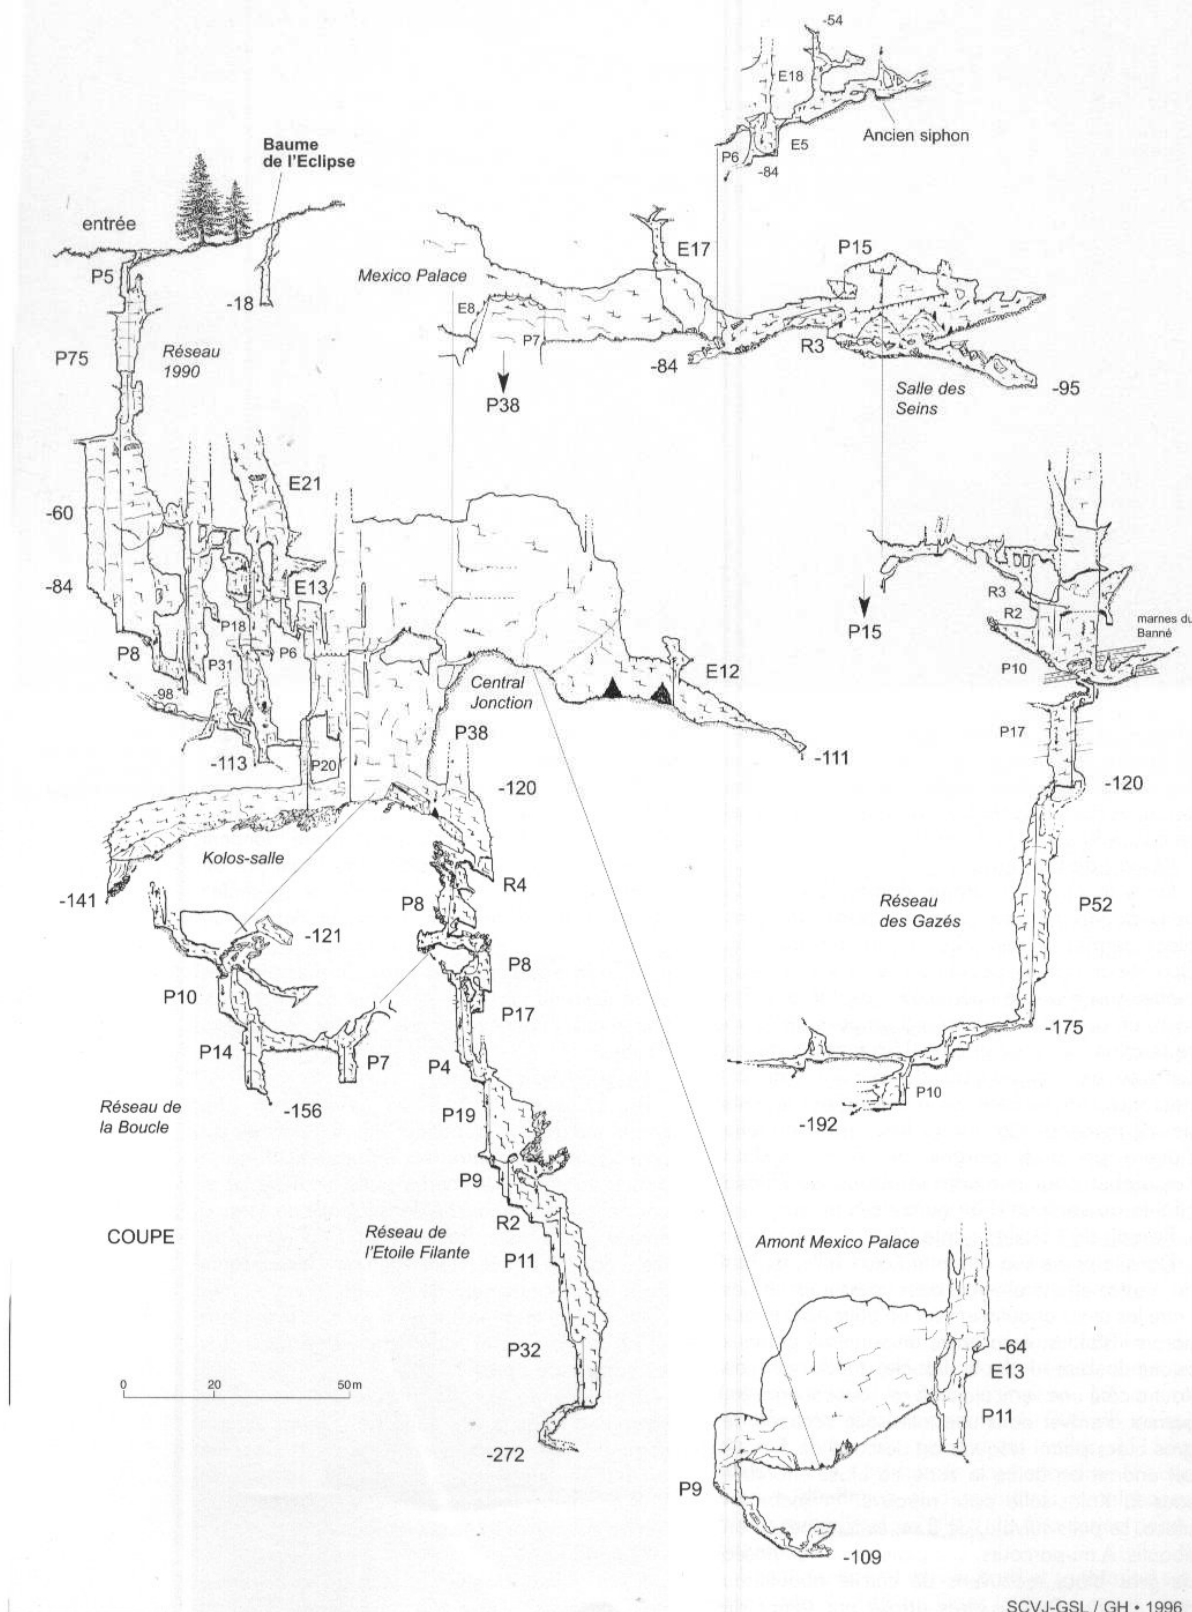 -54
E18
Ancien siphon
E5
P6
-84
Baume
de l'Eclipse
entrée
P5
-18
Mexico Palace
E17
P15
E8
P7
P75
Réseau
1990
-84
R3
P38
Salle des
Seins
-95
E21
-60
-84
E13
P18
P8
P31
P6
-98
-113
P20
Central
Jonction
P38
E12
-111
-120
P15
R3
R2
marnes du
Banné
P10
P17
-120
Kolos-salle
-141
R4
P8
-121
P8
P10
P17
P14
P7
P4
-156
Réseau de
la Boucle
P19
P9
R2
Réseau
des Gazés
P52
-175
P10
-192
COUPE
Réseau de
l'Etoile Filante
P11
P32
0 20 50m
-272
Amont Mexico Palace
-64
E13
P11
P9
-109
SCVJ-GSL / GH • 1996